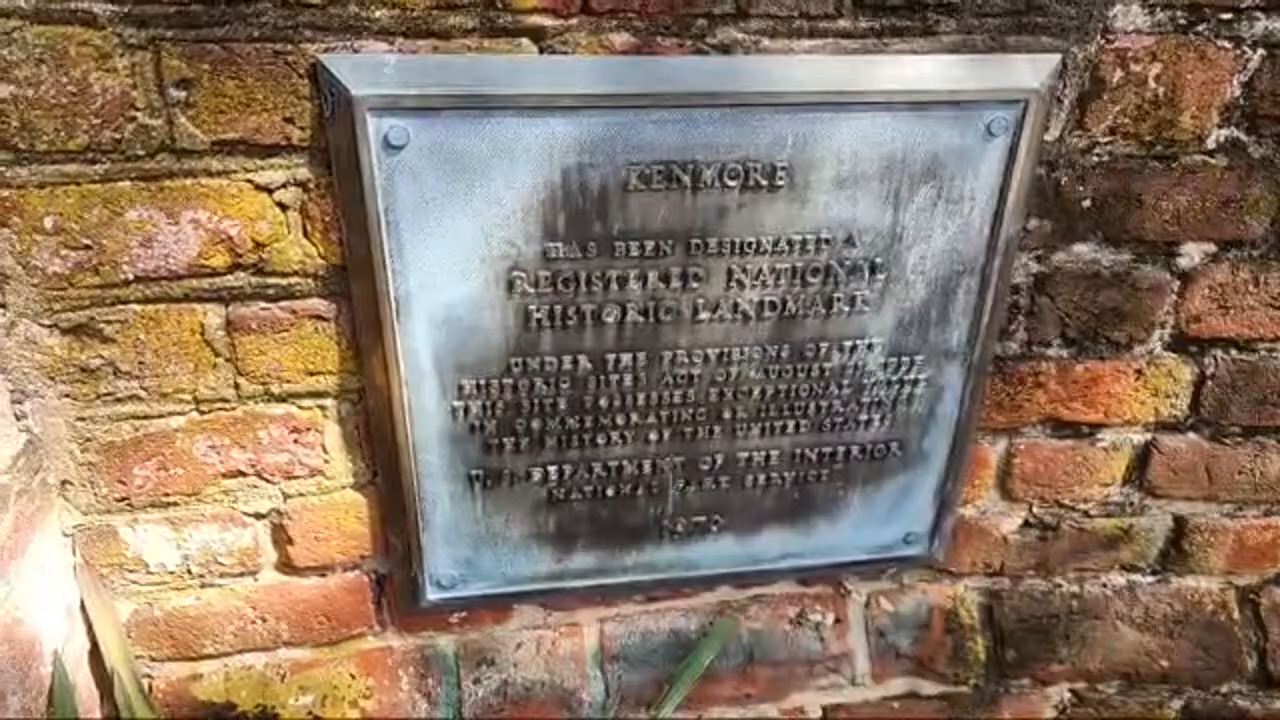 KENMORE
HAS BEEN DESIGNATED A
REGISTERED NATIONAL
HISTORIC LANDMARK
UNDER THE PROVISIONS OF THE
HISTORIC SITES ACT OF AUGUST
THIS SITE POSSESSES EXCEPTIONAL
IN COMMEMORATING OR ILLUSTRATING
THE HISTORY OF THE UNITED STATES
U.S. DEPARTMENT OF THE INTERIOR
NATIONAL PARK SERVICE
1970